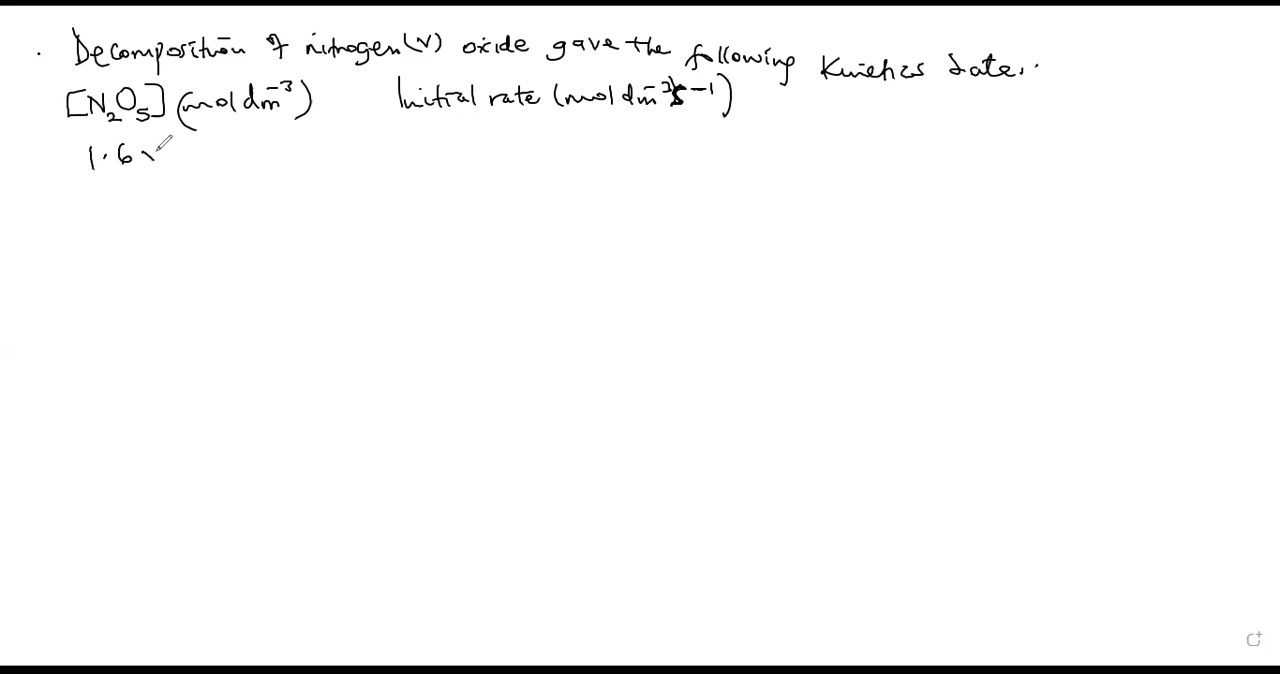 . Decomposition of nitrogen(V) oxide gave the following Kinetics data.
[N₂O₅] (mol dm⁻³) Initial rate (mol dm⁻³s⁻¹)
1.6 x